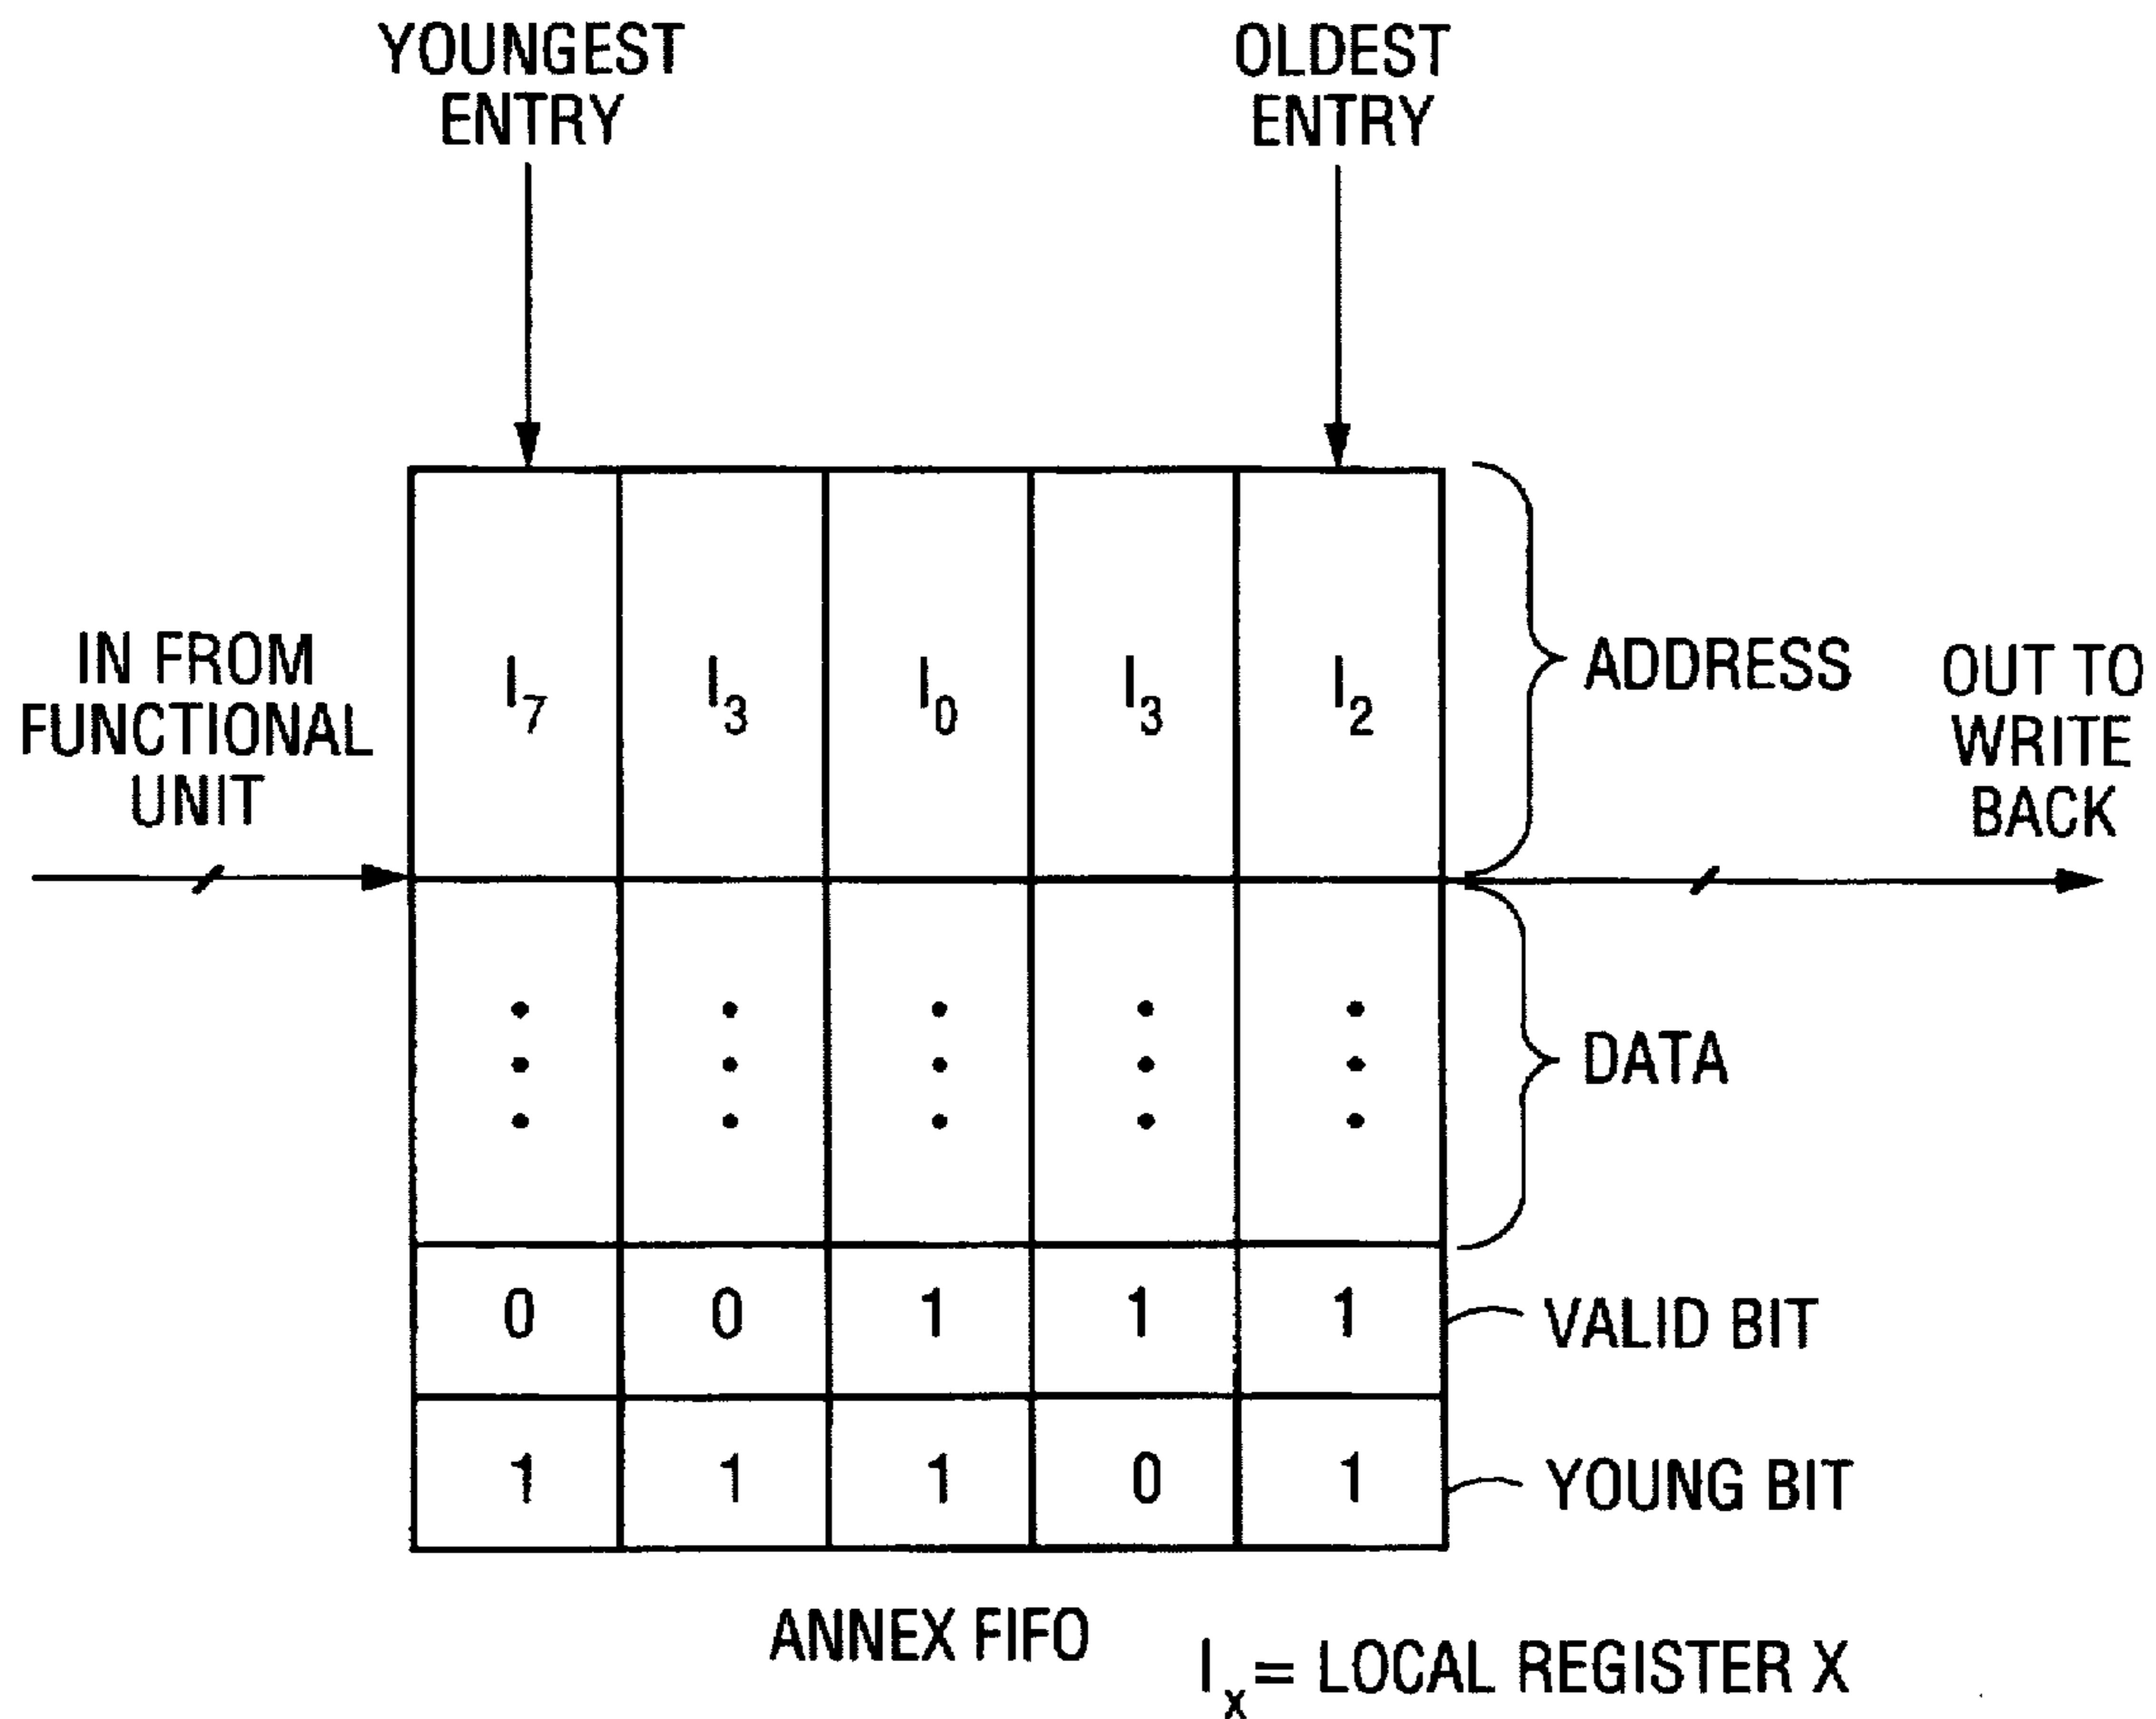 YOUNGEST
ENTRY
OLDEST
ENTRY
IN FROM
FUNCTIONAL
UNIT
l₇ l₃ l₀ l₃ l₂
ADDRESS
OUT TO
WRITE
BACK
DATA
0 0 1 1 1
VALID BIT
1 1 1 0 1
YOUNG BIT
ANNEX FIFO
lₓ = LOCAL REGISTER X